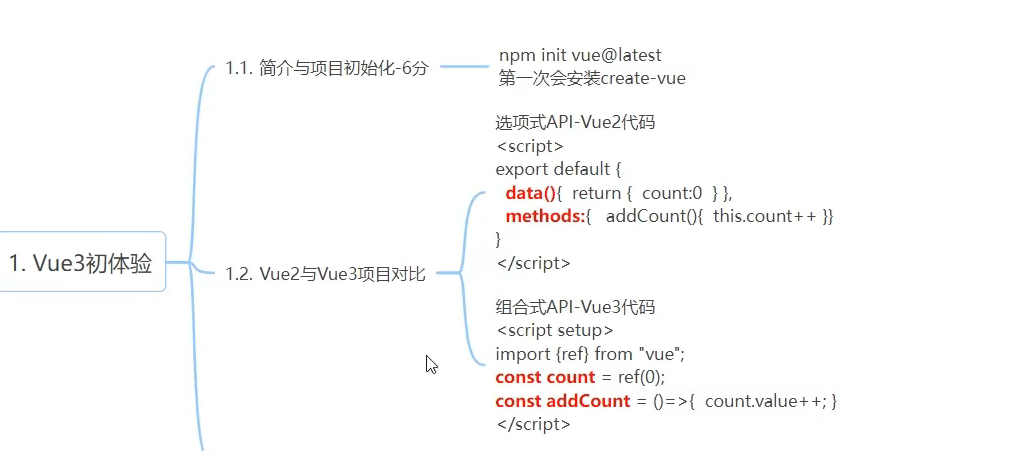 1. Vue3初体验
1.1. 简介与项目初始化-6分
npm init vue@latest
第一次会安装create-vue
1.2. Vue2与Vue3项目对比
选项式API-Vue2代码
<script>
export default {
data(){ return { count:0 } },
methods:{ addCount(){ this.count++ }}
}
</script>
组合式API-Vue3代码
<script setup>
import {ref} from "vue";
const count = ref(0);
const addCount = ()=>{ count.value++; }
</script>